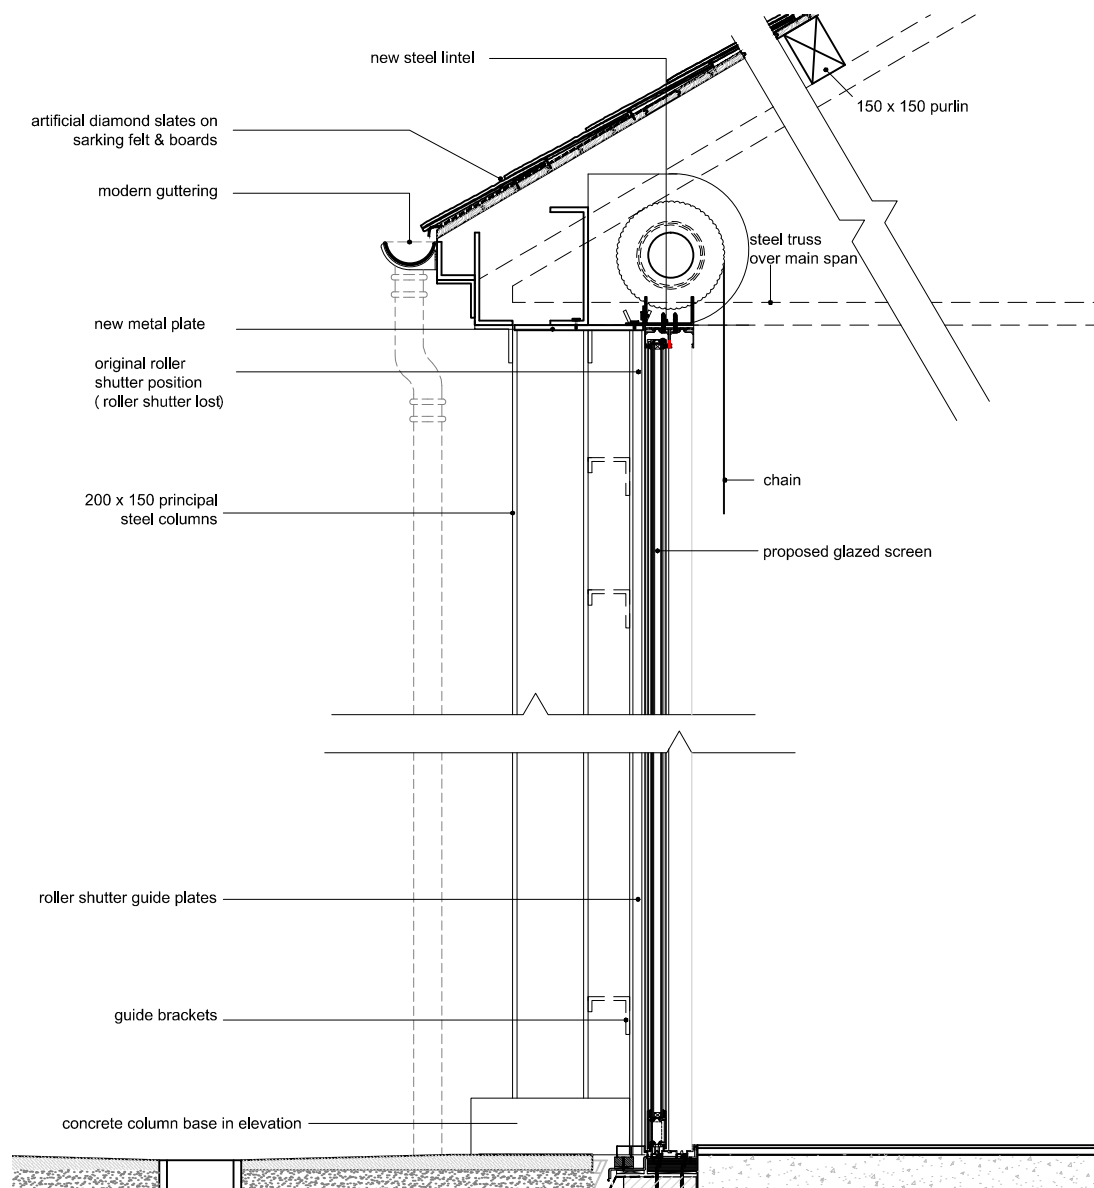 new steel lintel
150 x 150 purlin
artificial diamond slates on
sarking felt & boards
modern guttering
steel truss
over main span
new metal plate
original roller
shutter position
( roller shutter lost)
chain
200 x 150 principal
steel columns
proposed glazed screen
roller shutter guide plates
guide brackets
concrete column base in elevation